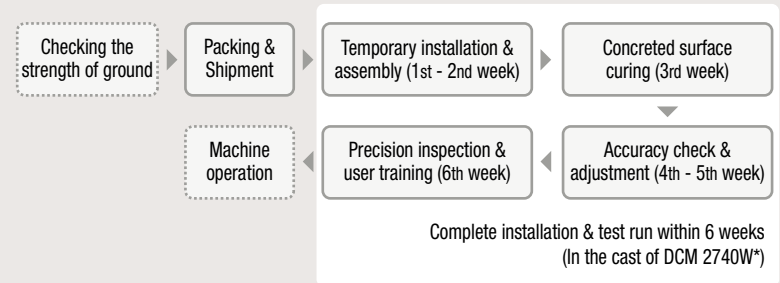 Checking the
strength of ground
Packing &
Shipment
Temporary installation &
assembly (1st - 2nd week)
Concreted surface
curing (3rd week)
Accuracy check &
adjustment (4th - 5th week)
Precision inspection &
user training (6th week)
Machine
operation
Complete installation & test run within 6 weeks
(In the cast of DCM 2740W*)